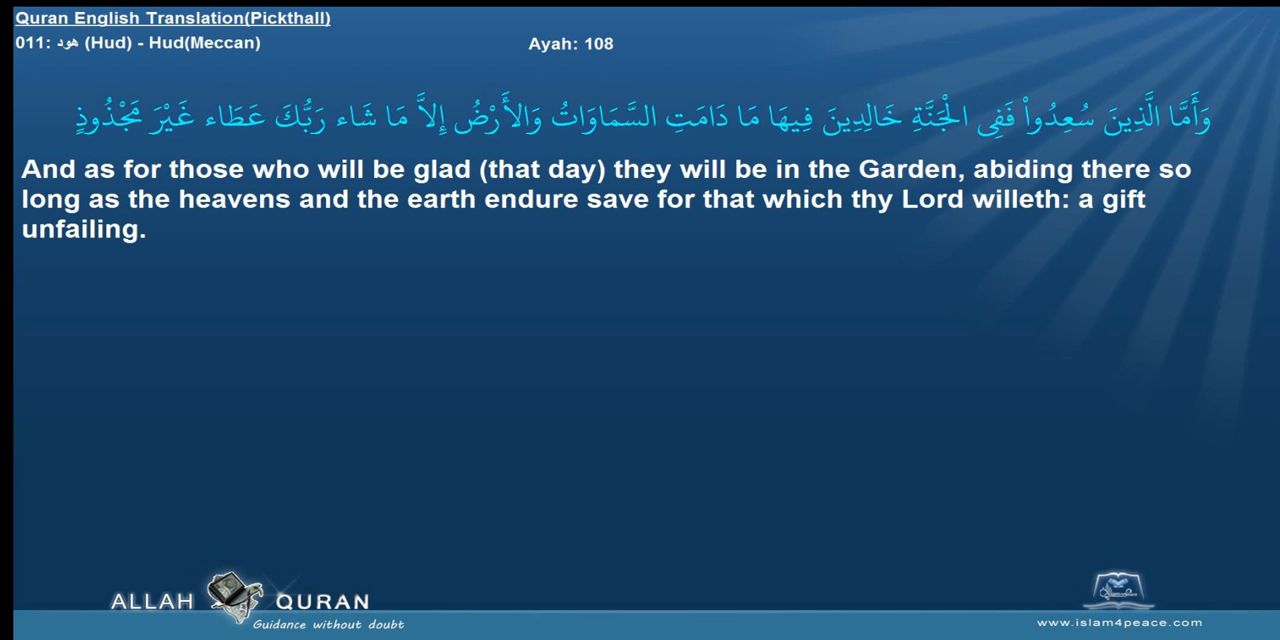 Quran English Translation(Pickthall)
011: هود (Hud) - Hud(Meccan)
Ayah: 108
وَأَمَّا الَّذِينَ سُعِدُواْ فَفِى الْجَنَّةِ خَالِدِينَ فِيهَا مَا دَامَتِ السَّمَاوَاتُ وَالأَرْضُ إِلاَّ مَا شَاء رَبُّكَ عَطَاء غَيْرَ مَجْذُوذٍ
And as for those who will be glad (that day) they will be in the Garden, abiding there so
long as the heavens and the earth endure save for that which thy Lord willeth: a gift
unfailing.
ALLAH QURAN
Guidance without doubt
www.islam4peace.com